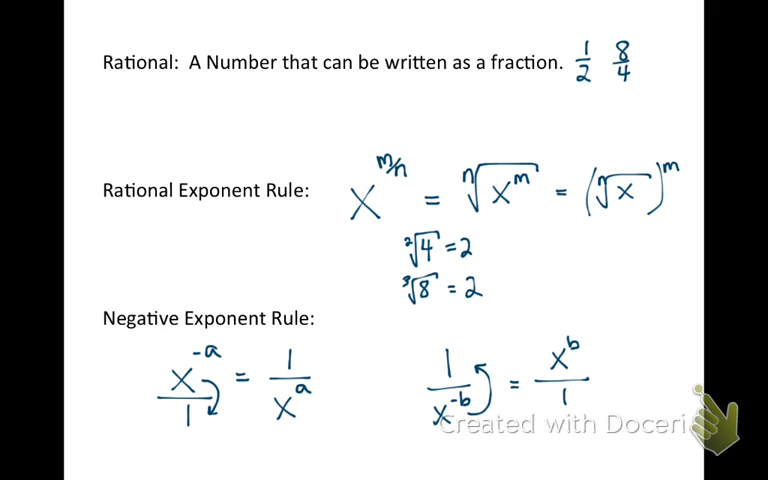 Rational: A Number that can be written as a fraction. 1/2 8/4
Rational Exponent Rule: x^(m/n) = ⁿ√(x^m) = (ⁿ√x)^m
²√4 = 2
³√8 = 2
Negative Exponent Rule:
x^(-a)/1 = 1/x^a 1/x^(-b) = x^b/1
Created with Doceri